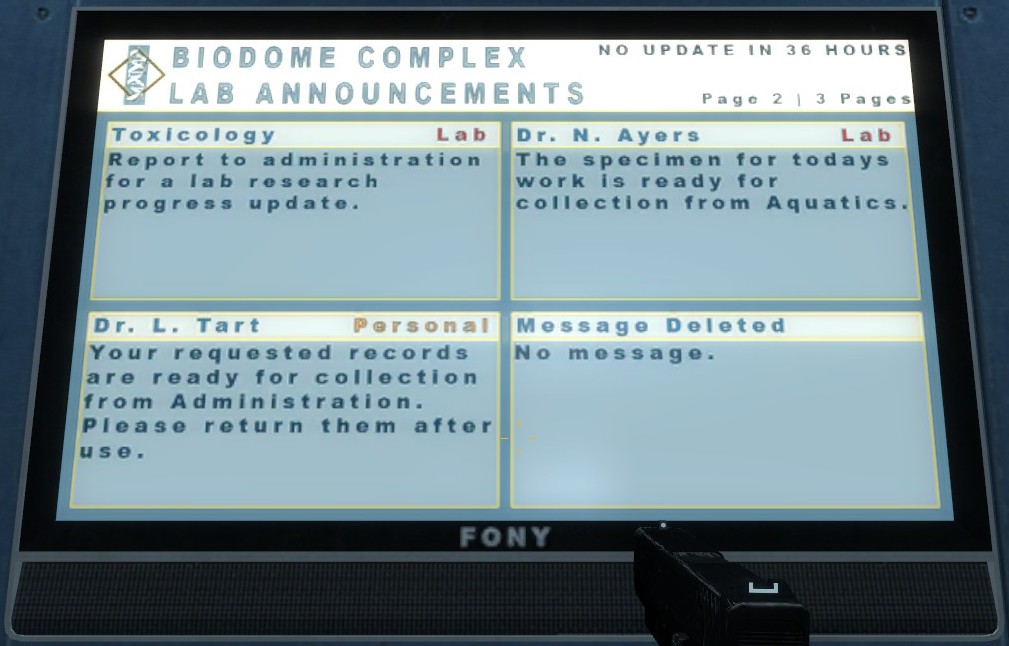 BIODOME COMPLEX
LAB ANNOUNCEMENTS
NO UPDATE IN 36 HOURS
Page 2 | 3 Pages
Toxicology Lab
Report to administration
for a lab research
progress update.
Dr. N. Ayers Lab
The specimen for todays
work is ready for
collection from Aquatics.
Dr. L. Tart Personal
Your requested records
are ready for collection
from Administration.
Please return them after
use.
Message Deleted
No message.
FONY